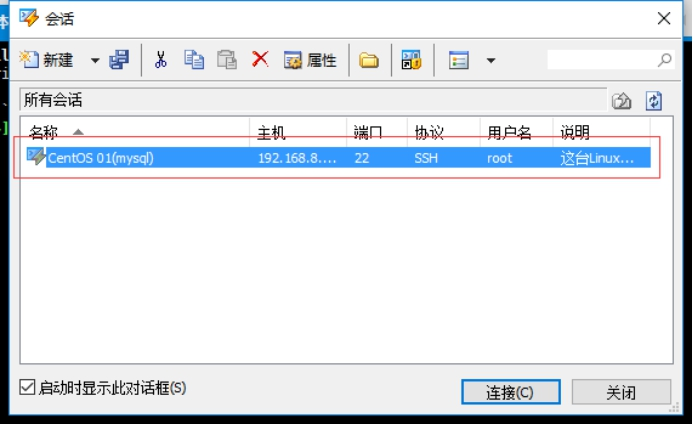 会话
新建 属性
所有会话
名称 主机 端口 协议 用户名 说明
CentOS 01(mysql) 192.168.8.... 22 SSH root 这台Linux...
启动时显示此对话框(S)
连接(C) 关闭